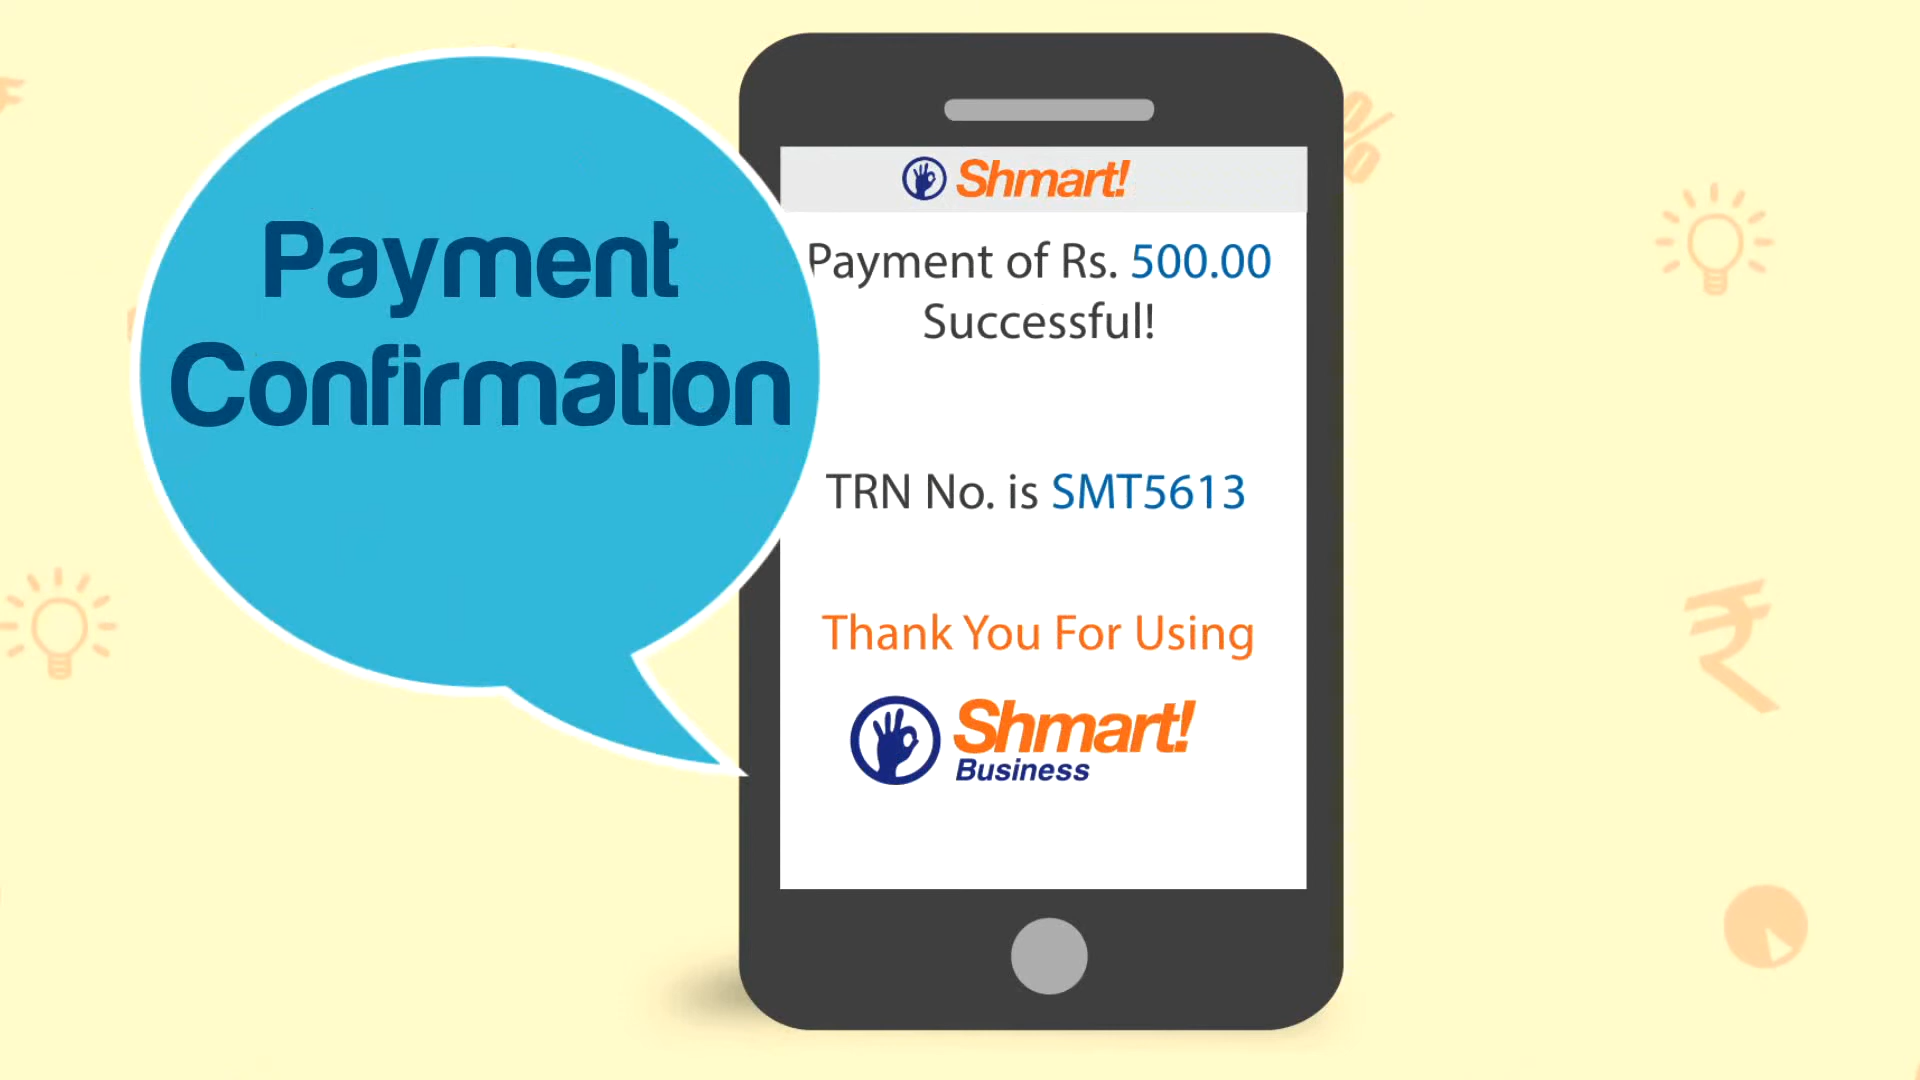 Payment
Confirmation
Shmart!
Payment of Rs. 500.00
Successful!
TRN No. is SMT5613
Thank You For Using
Shmart!
Business